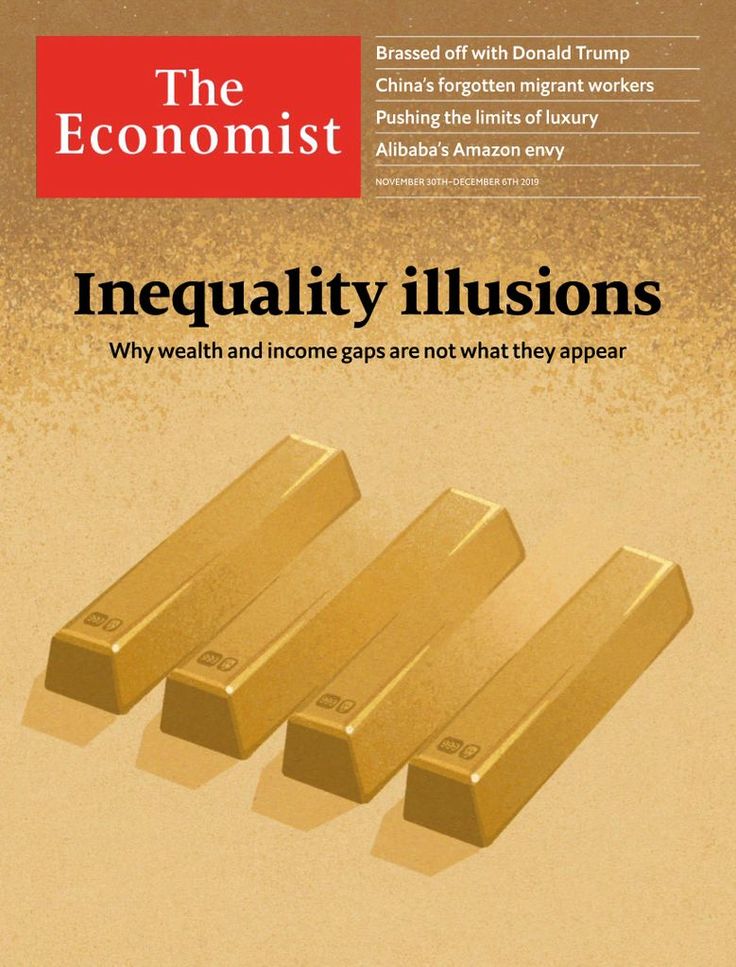 The
Economist
Brassed off with Donald Trump
China's forgotten migrant workers
Pushing the limits of luxury
Alibaba's Amazon envy
NOVEMBER 30TH–DECEMBER 6TH 2019
Inequality illusions
Why wealth and income gaps are not what they appear